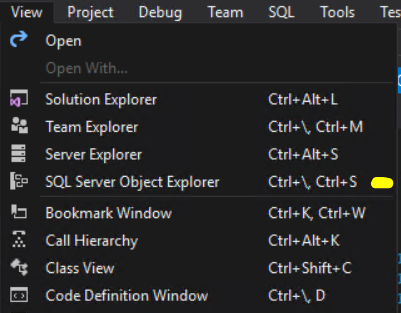 View Project Debug Team SQL Tools
Open
Open With...
Solution Explorer Ctrl+Alt+L
Team Explorer Ctrl+\, Ctrl+M
Server Explorer Ctrl+Alt+S
SQL Server Object Explorer Ctrl+\, Ctrl+S
Bookmark Window Ctrl+K, Ctrl+W
Call Hierarchy Ctrl+Alt+K
Class View Ctrl+Shift+C
Code Definition Window Ctrl+\, D